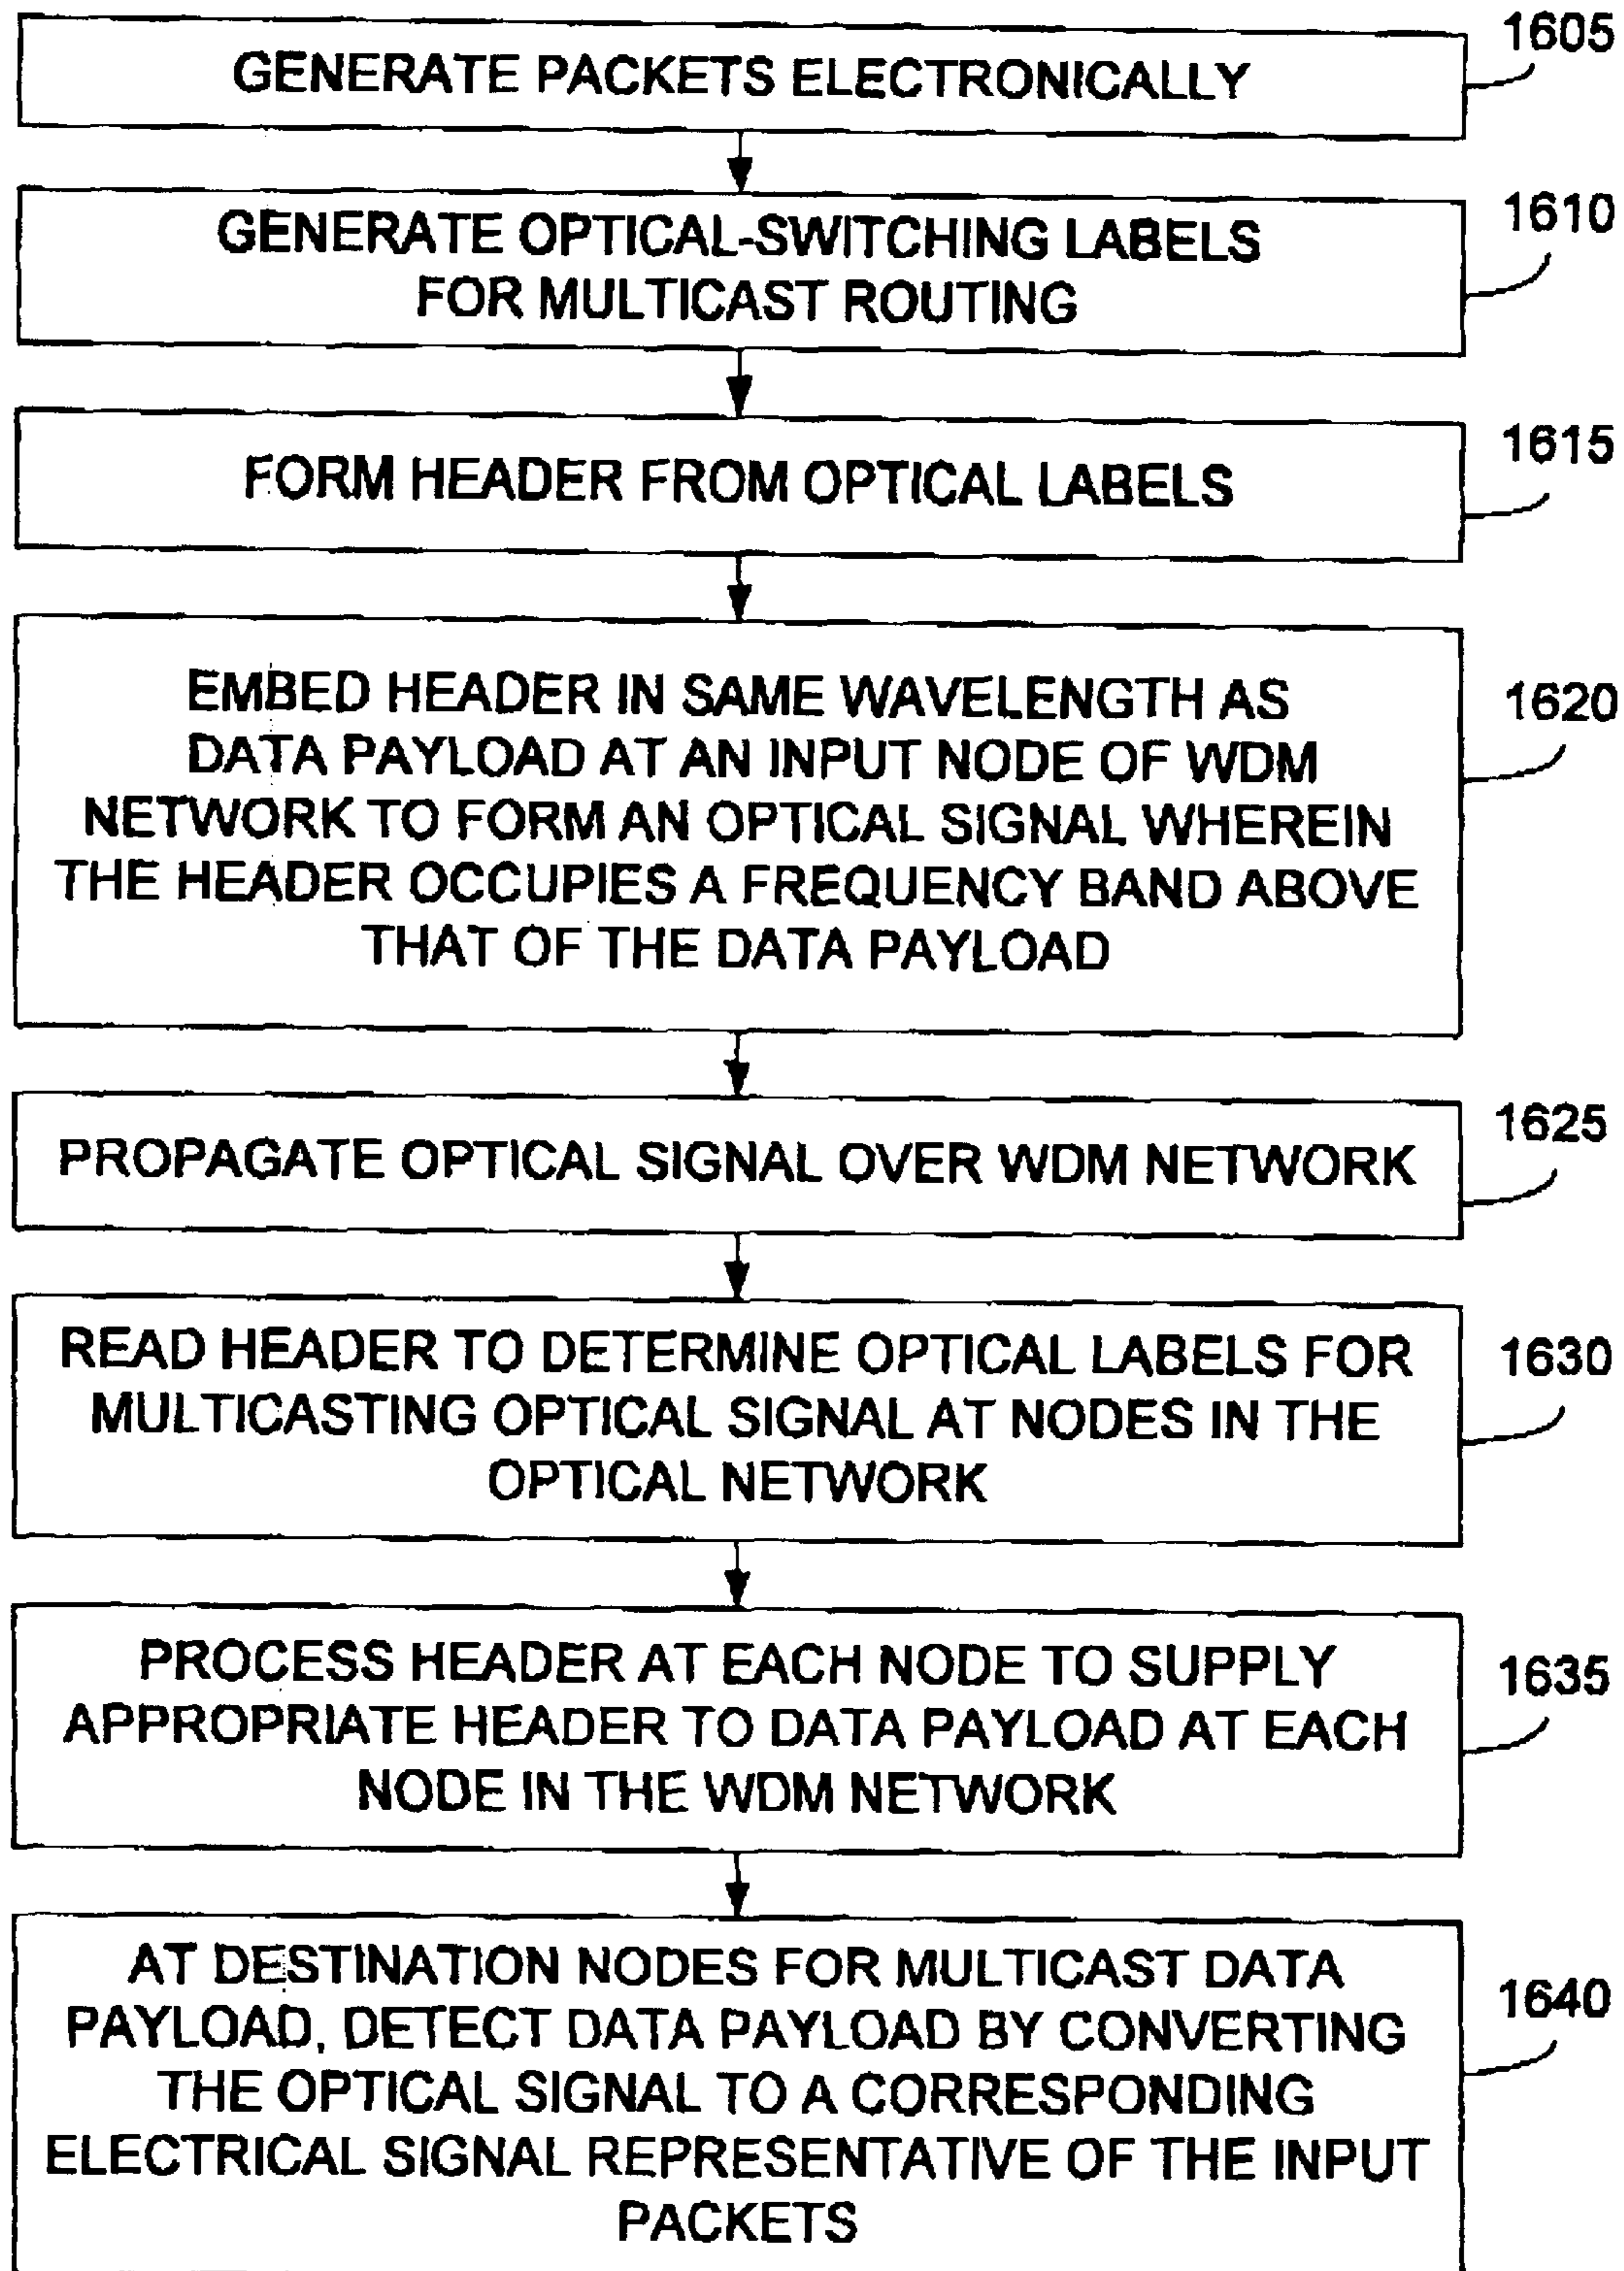 GENERATE PACKETS ELECTRONICALLY
1605
GENERATE OPTICAL-SWITCHING LABELS
FOR MULTICAST ROUTING
1610
FORM HEADER FROM OPTICAL LABELS
1615
EMBED HEADER IN SAME WAVELENGTH AS
DATA PAYLOAD AT AN INPUT NODE OF WDM
NETWORK TO FORM AN OPTICAL SIGNAL WHEREIN
THE HEADER OCCUPIES A FREQUENCY BAND ABOVE
THAT OF THE DATA PAYLOAD
1620
PROPAGATE OPTICAL SIGNAL OVER WDM NETWORK
1625
READ HEADER TO DETERMINE OPTICAL LABELS FOR
MULTICASTING OPTICAL SIGNAL AT NODES IN THE
OPTICAL NETWORK
1630
PROCESS HEADER AT EACH NODE TO SUPPLY
APPROPRIATE HEADER TO DATA PAYLOAD AT EACH
NODE IN THE WDM NETWORK
1635
AT DESTINATION NODES FOR MULTICAST DATA
PAYLOAD, DETECT DATA PAYLOAD BY CONVERTING
THE OPTICAL SIGNAL TO A CORRESPONDING
ELECTRICAL SIGNAL REPRESENTATIVE OF THE INPUT
PACKETS
1640